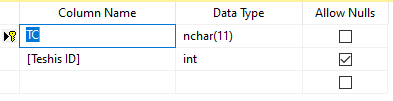 Column Name Data Type Allow Nulls
TC nchar(11)
[Teshis ID] int